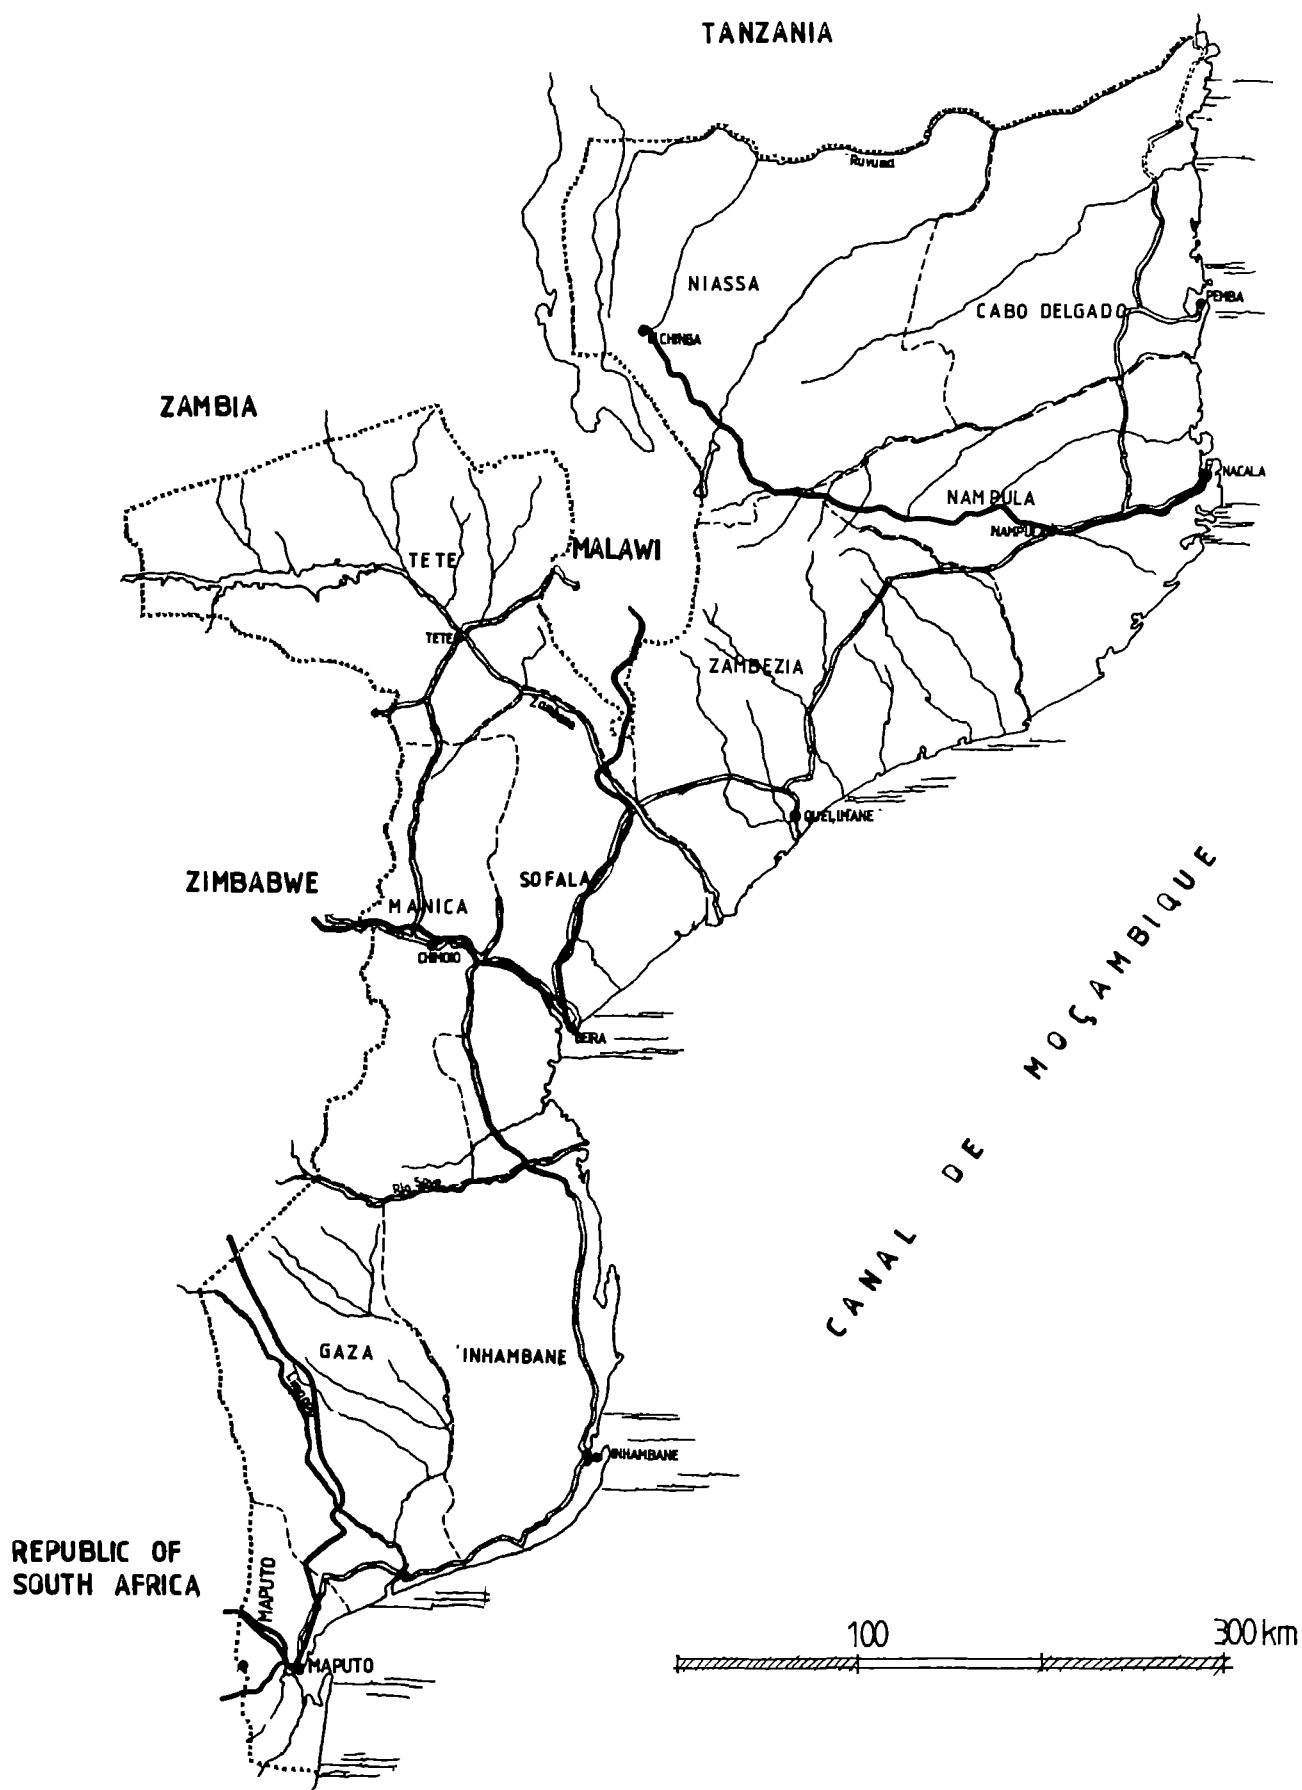 TANZANIA
Ruvuma
NIASSA
CABO DELGADO
PEMBA
LICHINGA
ZAMBIA
NACALA
NAMPULA
NAMPULA
MALAWI
TETE
TETE
ZAMBEZIA
QUELIMANE
ZIMBABWE
SOFALA
MANICA
CHIMOIO
BEIRA
CANAL DE MOÇAMBIQUE
Rio Save
GAZA
INHAMBANE
INHAMBANE
REPUBLIC OF
SOUTH AFRICA
MAPUTO
MAPUTO
100
300 km